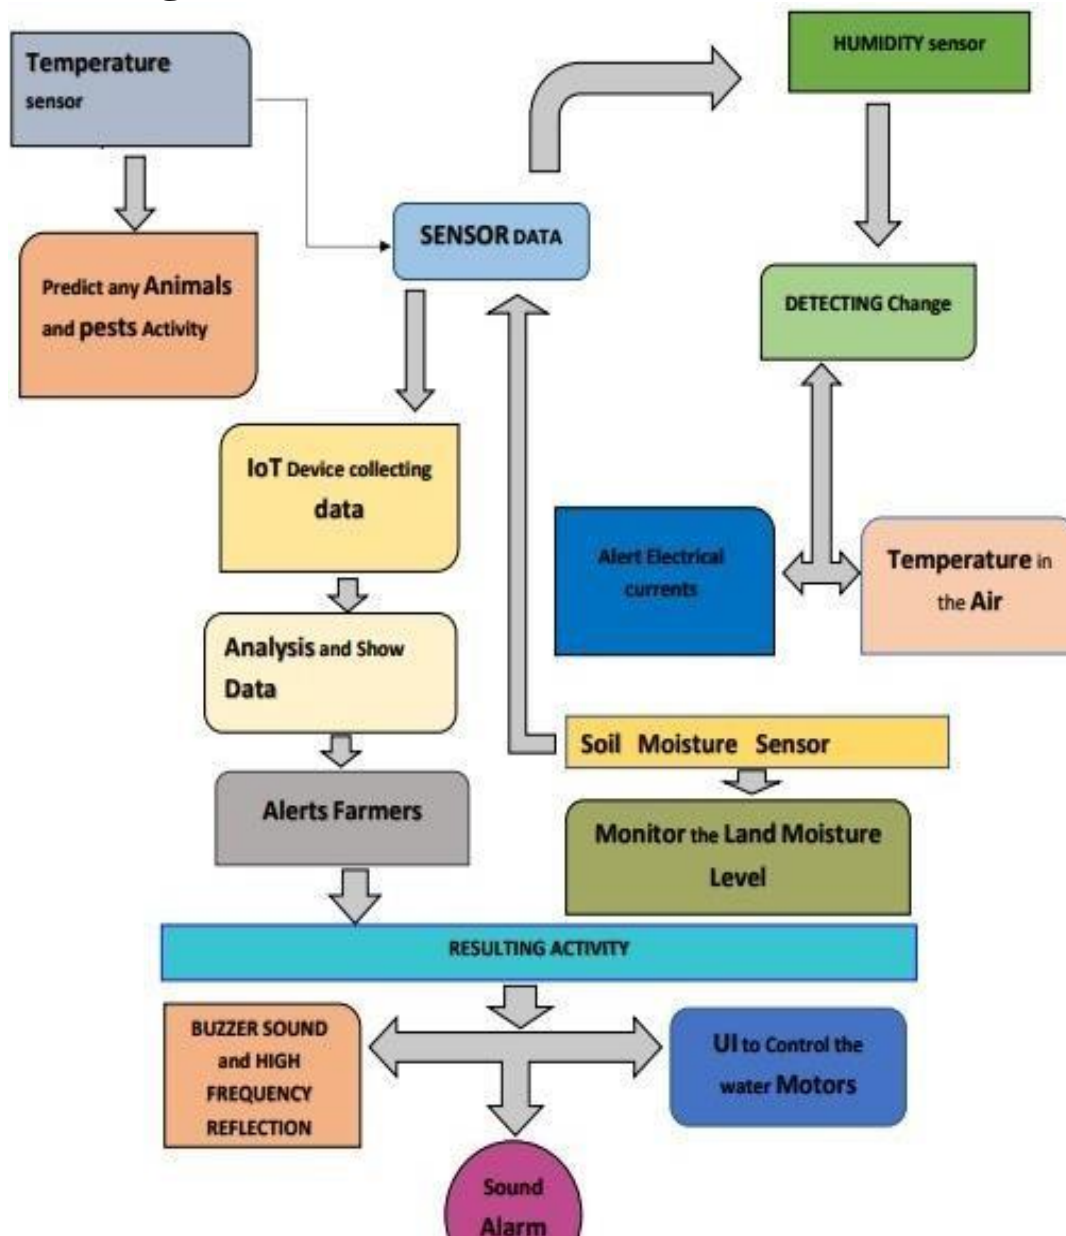 Temperature
sensor
HUMIDITY sensor
SENSOR DATA
Predict any Animals
and pests Activity
DETECTING Change
IoT Device collecting
data
Alert Electrical
currents
Temperature in
the Air
Analysis and Show
Data
Soil Moisture Sensor
Alerts Farmers
Monitor the Land Moisture
Level
RESULTING ACTIVITY
BUZZER SOUND
and HIGH
FREQUENCY
REFLECTION
UI to Control the
water Motors
Sound
Alarm